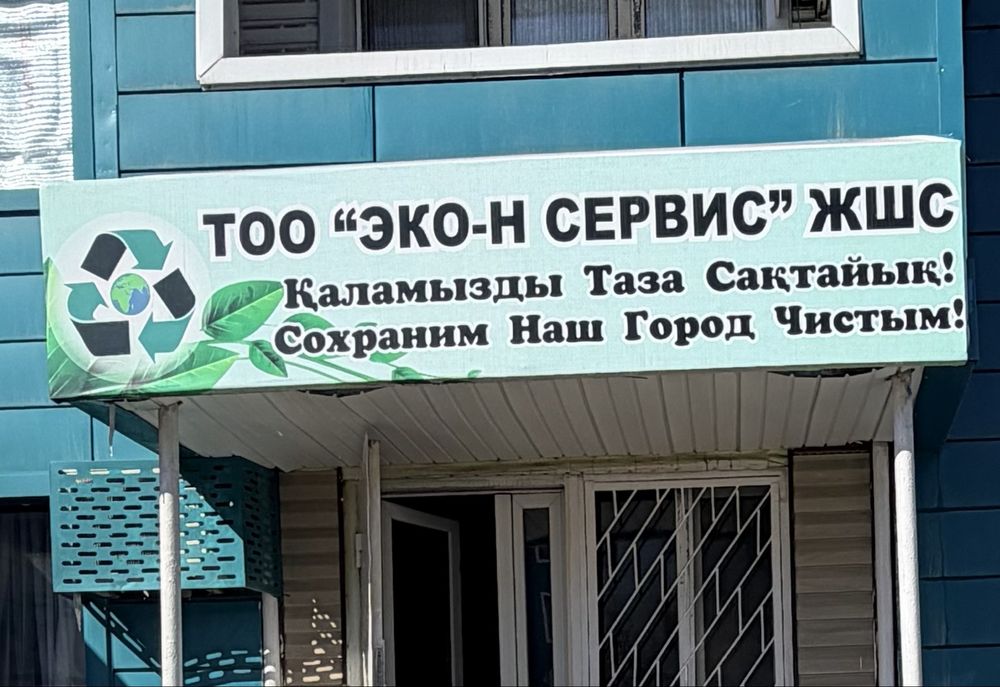 ТОО “ЭКО-Н СЕРВИС” ЖШС
Қаламызды Таза Сақтайық!
Сохраним Наш Город Чистым!